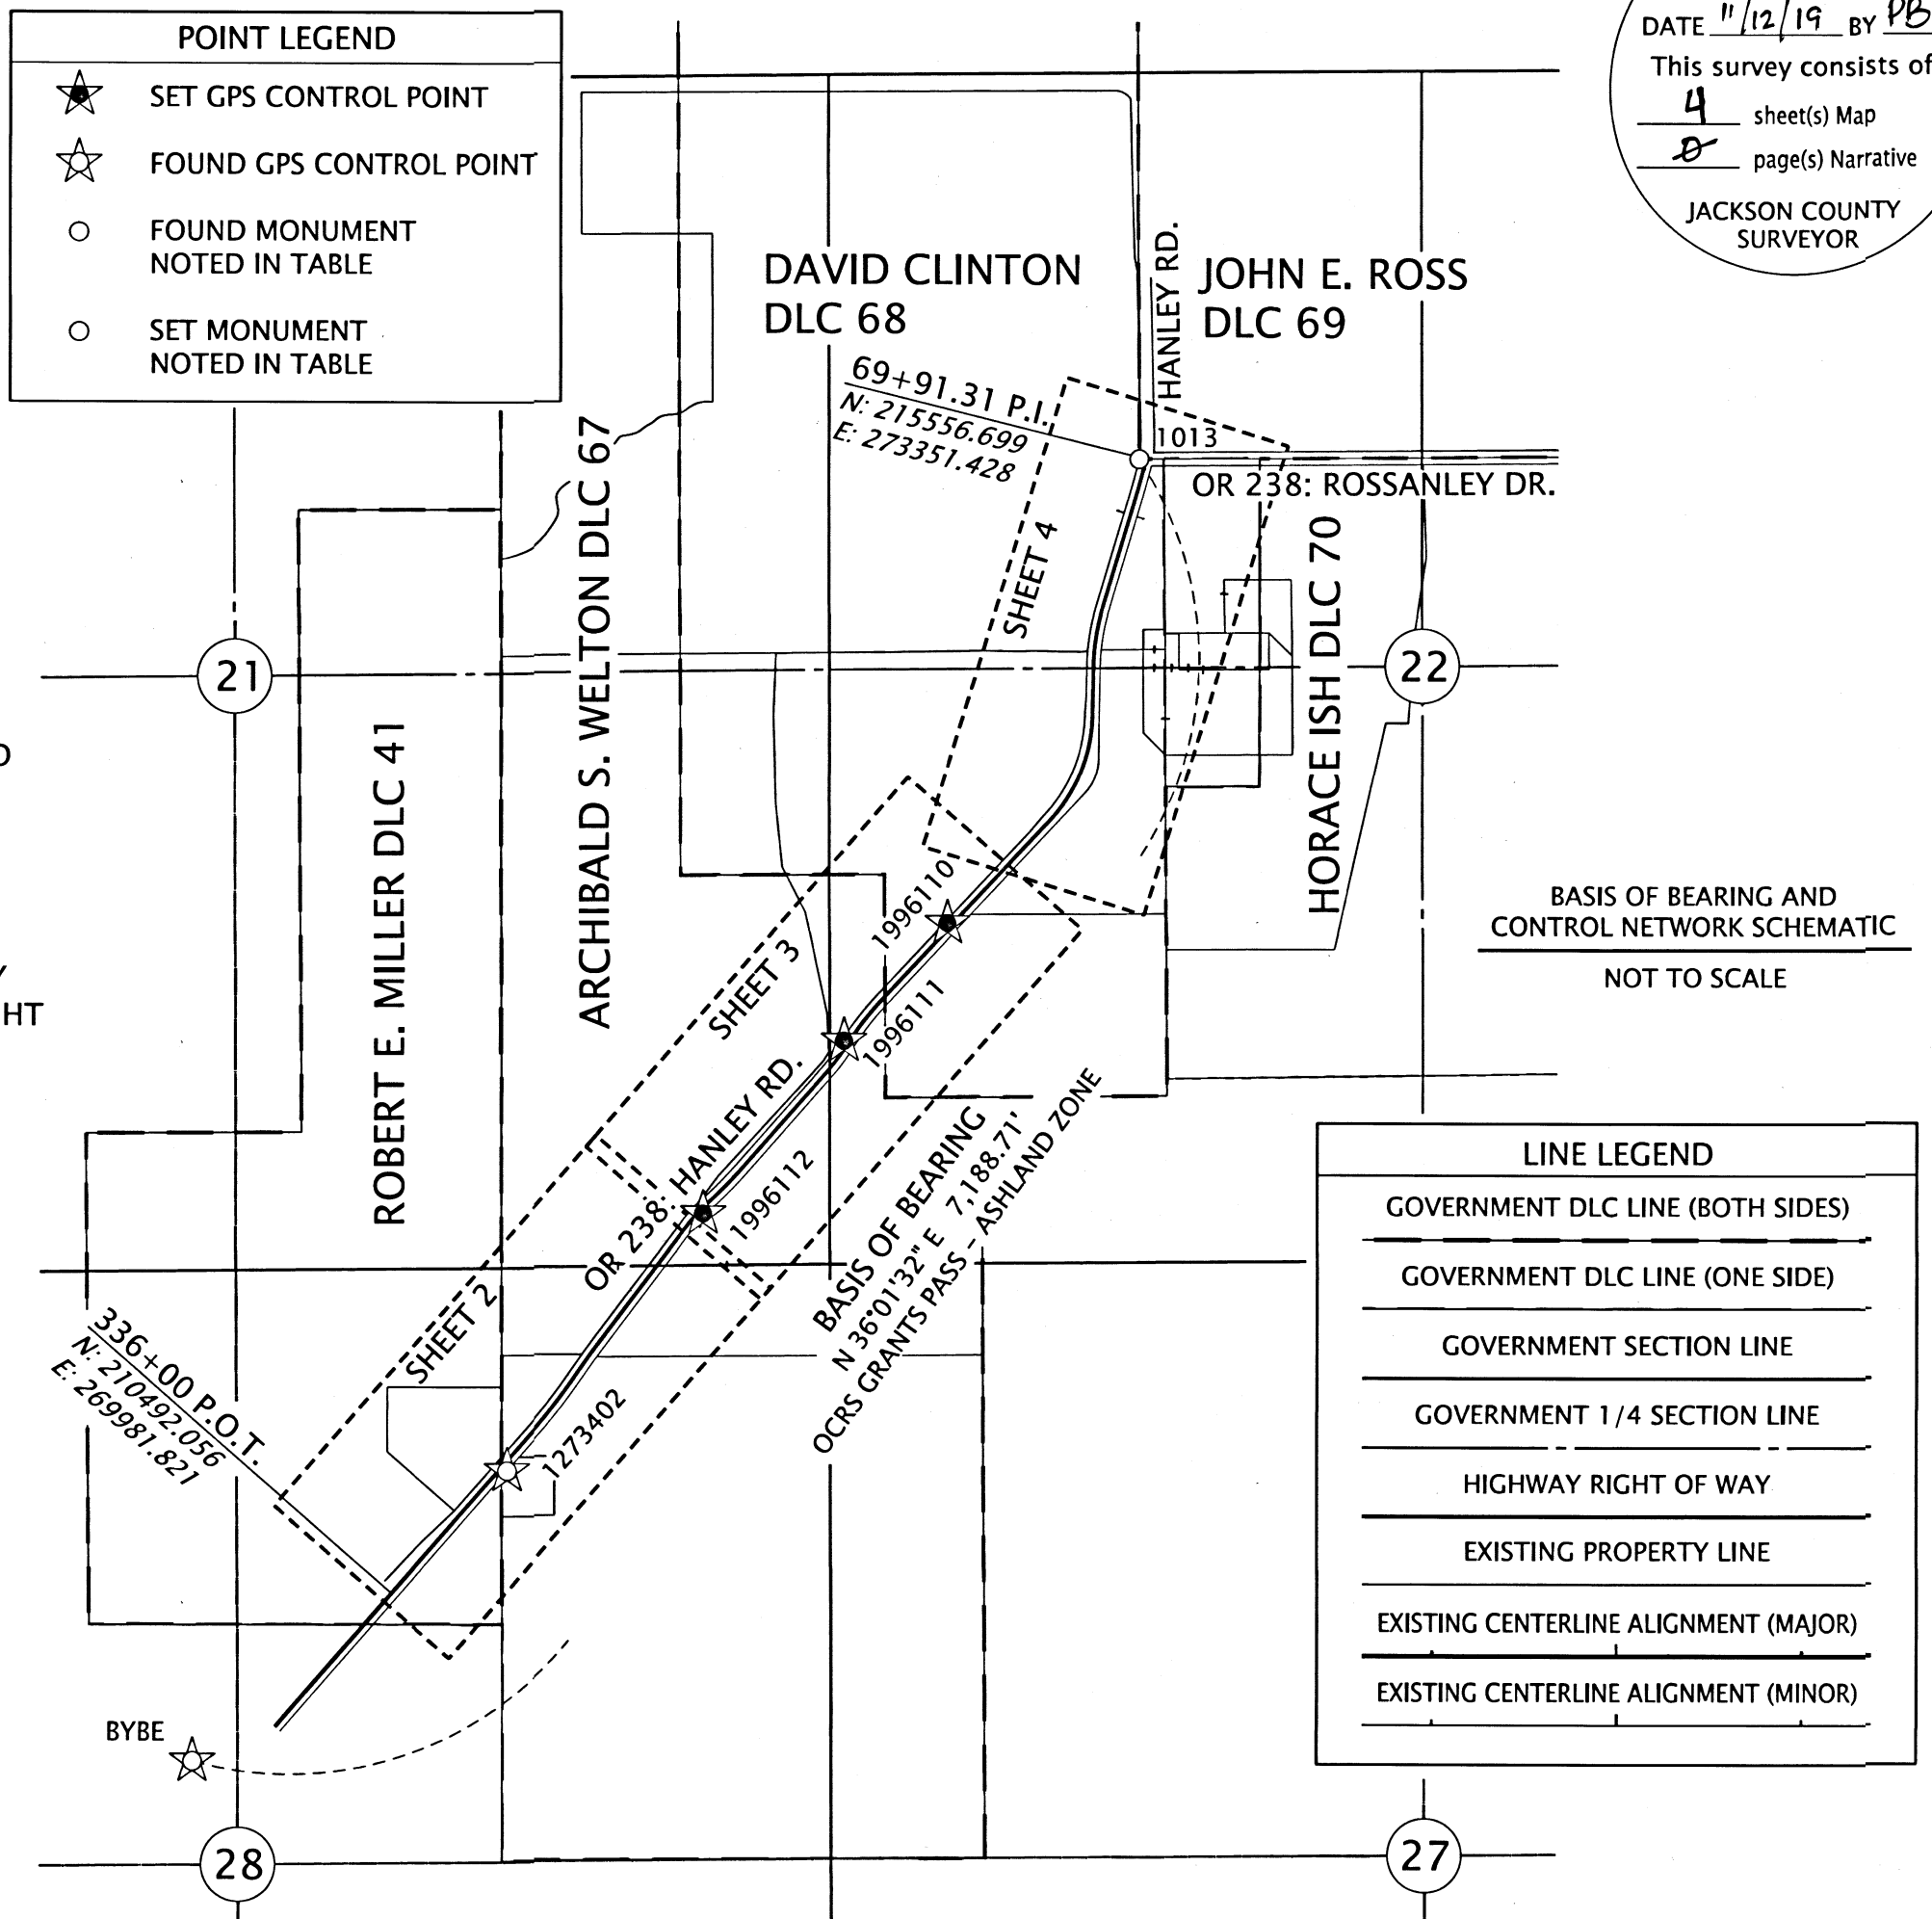 POINT LEGEND
SET GPS CONTROL POINT
FOUND GPS CONTROL POINT
FOUND MONUMENT
NOTED IN TABLE
SET MONUMENT
NOTED IN TABLE
DATE 11/12/19 BY PB
This survey consists of
4 sheet(s) Map
0 page(s) Narrative
JACKSON COUNTY
SURVEYOR
DAVID CLINTON
DLC 68
HANLEY RD.
JOHN E. ROSS
DLC 69
69+91.31 P.I.
N: 215556.699
E: 273351.428
1013
OR 238: ROSSANLEY DR.
SHEET 4
ARCHIBALD S. WELTON DLC 67
HORACE ISH DLC 70
21
22
ROBERT E. MILLER DLC 41
HT
1996110
SHEET 3
1996111
BASIS OF BEARING AND
CONTROL NETWORK SCHEMATIC
NOT TO SCALE
OR 238: HANLEY RD.
1996112
BASIS OF BEARING
N 36°01'32" E 7,188.71'
OCRS GRANTS PASS - ASHLAND ZONE
SHEET 2
336+00 P.O.T.
N: 210492.056
E: 269981.821
1273402
BYBE
28
27
LINE LEGEND
GOVERNMENT DLC LINE (BOTH SIDES)
GOVERNMENT DLC LINE (ONE SIDE)
GOVERNMENT SECTION LINE
GOVERNMENT 1/4 SECTION LINE
HIGHWAY RIGHT OF WAY
EXISTING PROPERTY LINE
EXISTING CENTERLINE ALIGNMENT (MAJOR)
EXISTING CENTERLINE ALIGNMENT (MINOR)